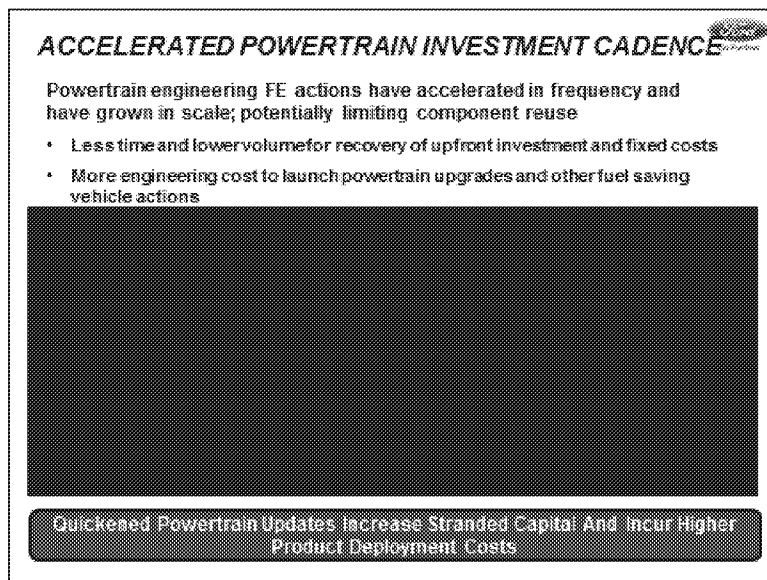 ACCELERATED POWERTRAIN INVESTMENT CADENCE
Powertrain engineering FE actions have accelerated in frequency and
have grown in scale; potentially limiting component reuse
• Less time and lower volume for recovery of upfront investment and fixed costs
• More engineering cost to launch powertrain upgrades and other fuel saving
vehicle actions
Quickened Powertrain Updates Increase Stranded Capital And Incur Higher
Product Deployment Costs